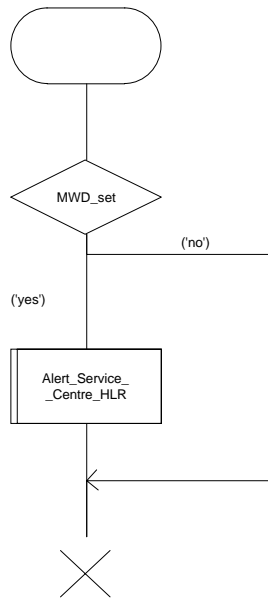 MWD_set
('no')
('yes')
Alert_Service_
_Centre_HLR